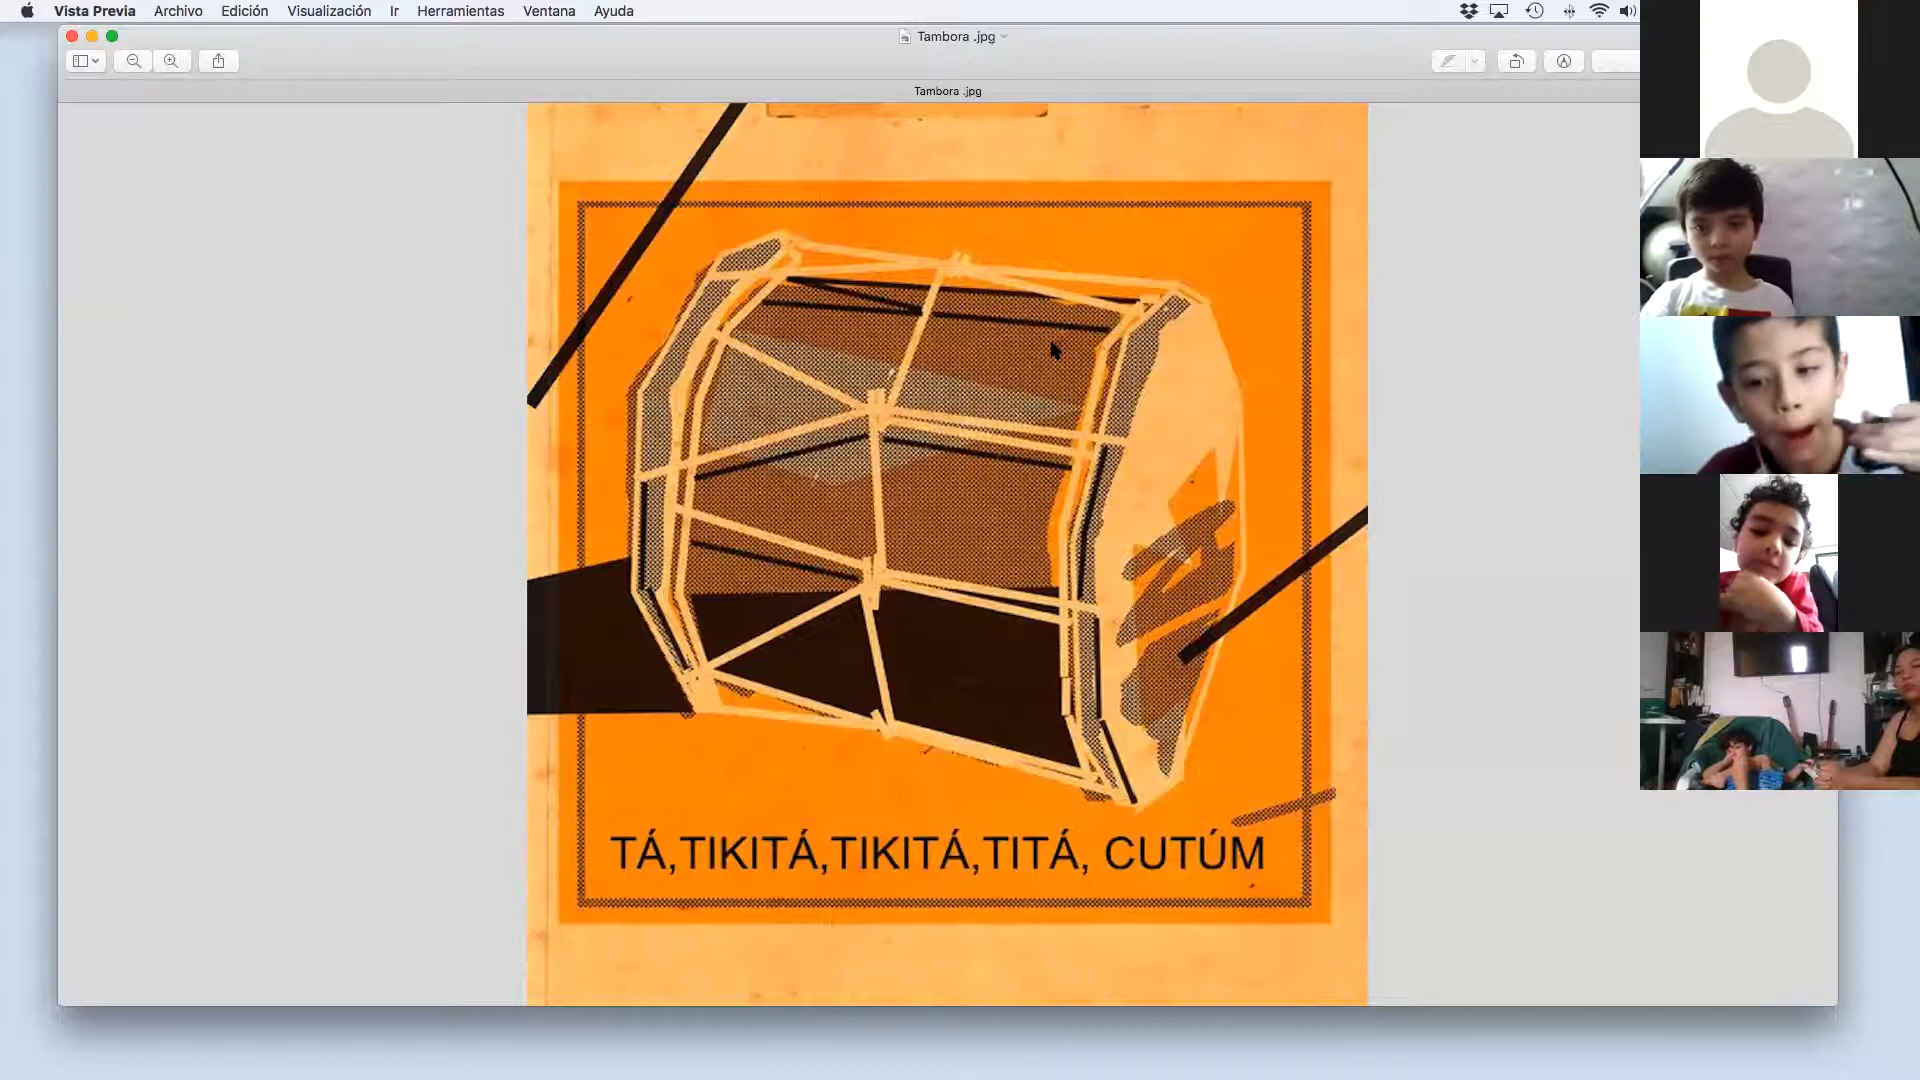 Vista Previa Archivo Edición Visualización Ir Herramientas Ventana Ayuda
Tambora .jpg
Tambora .jpg
TÁ,TIKITÁ,TIKITÁ,TITÁ, CUTÚM